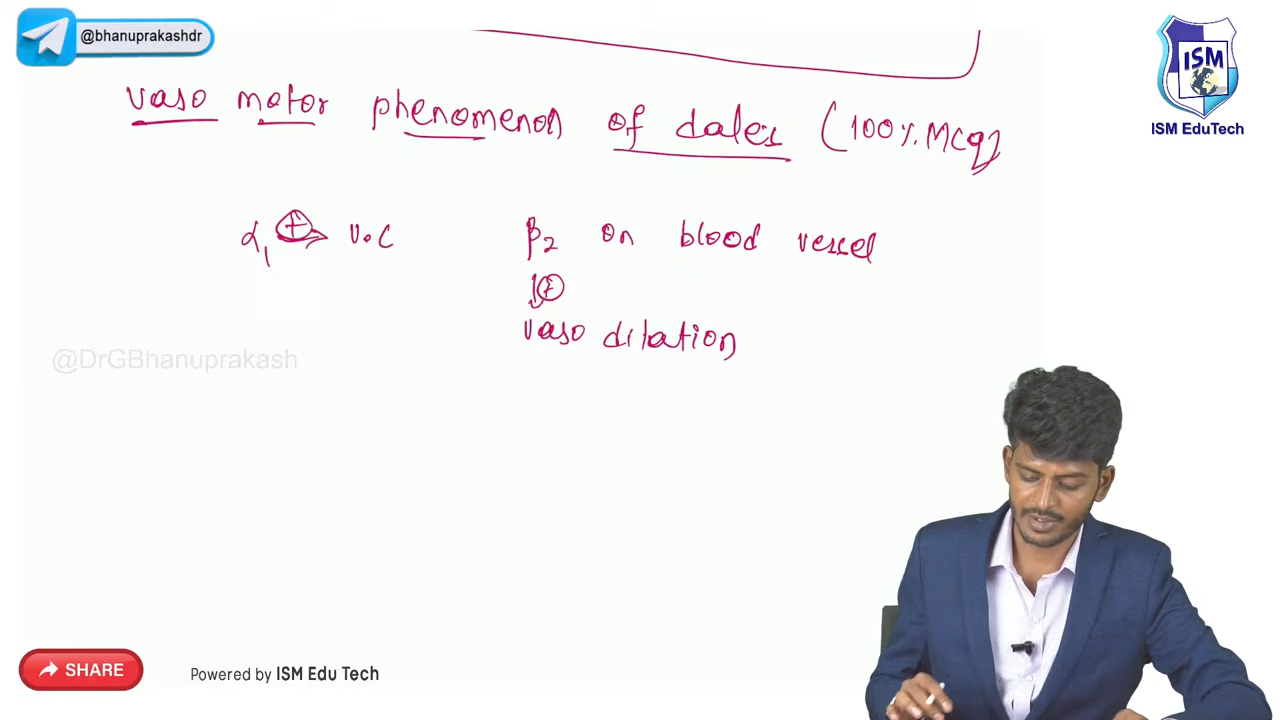 @bhanuprakashdr
ISM
ISM EduTech
vaso motor phenomenon of dales (100% MCQ)
α₁ ⊕→ v.c
β₂ on blood vessel
↓⊕
vaso dilation
@DrGBhanuprakash
SHARE
Powered by ISM Edu Tech